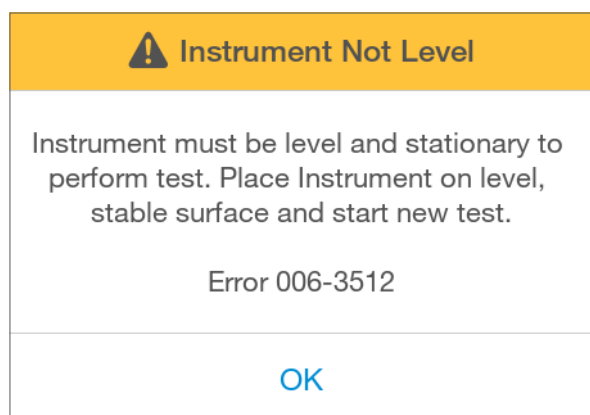 Instrument Not Level
Instrument must be level and stationary to
perform test. Place Instrument on level,
stable surface and start new test.
Error 006-3512
OK